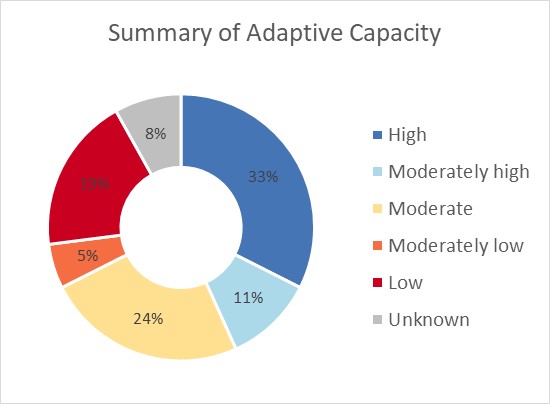 Summary of Adaptive Capacity
8%
33%
19%
5%
11%
24%
High
Moderately high
Moderate
Moderately low
Low
Unknown